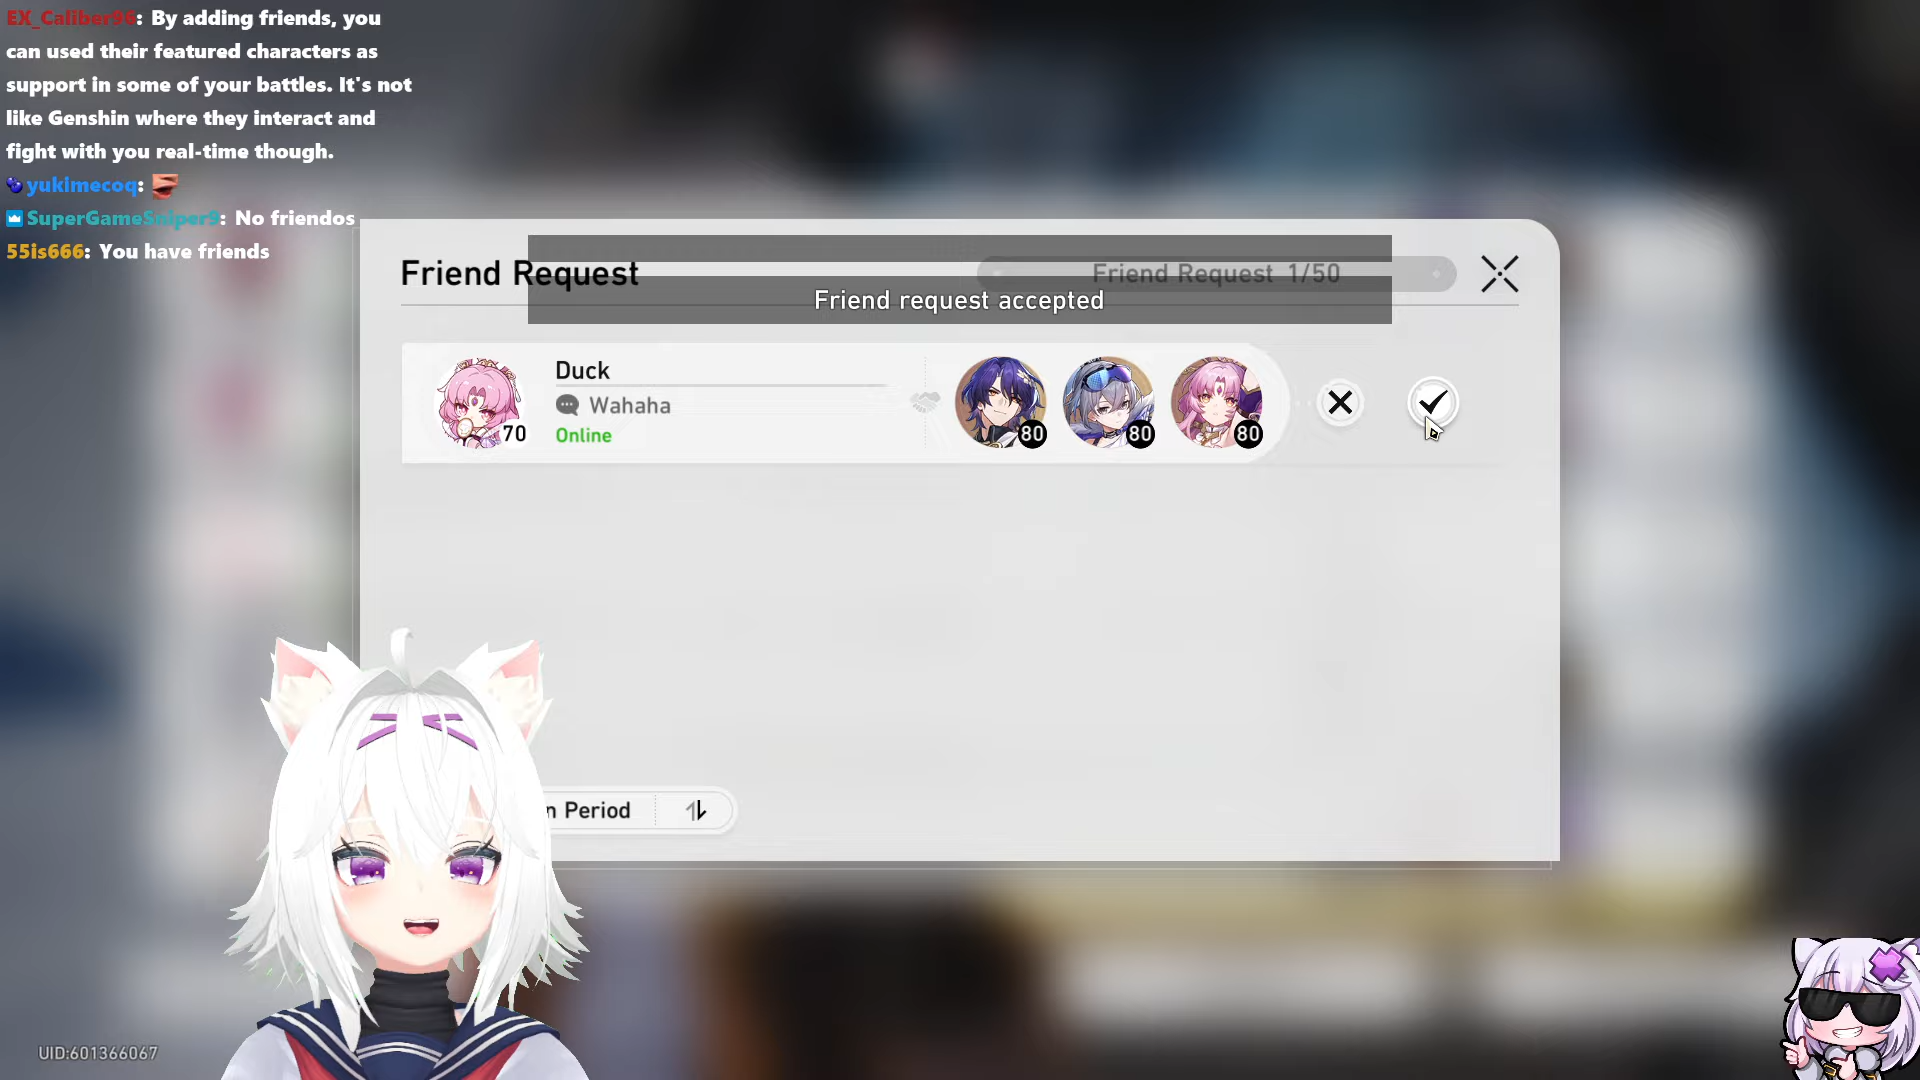 EX_Caliber96: By adding friends, you
can used their featured characters as
support in some of your battles. It's not
like Genshin where they interact and
fight with you real-time though.
yukimecoq:
SuperGameSniper9: No friendos
55is666: You have friends
Friend Request
Friend Request 1/50
Friend request accepted
Duck
Wahaha
Online
70
80
80
80
n Period
UID:601366067